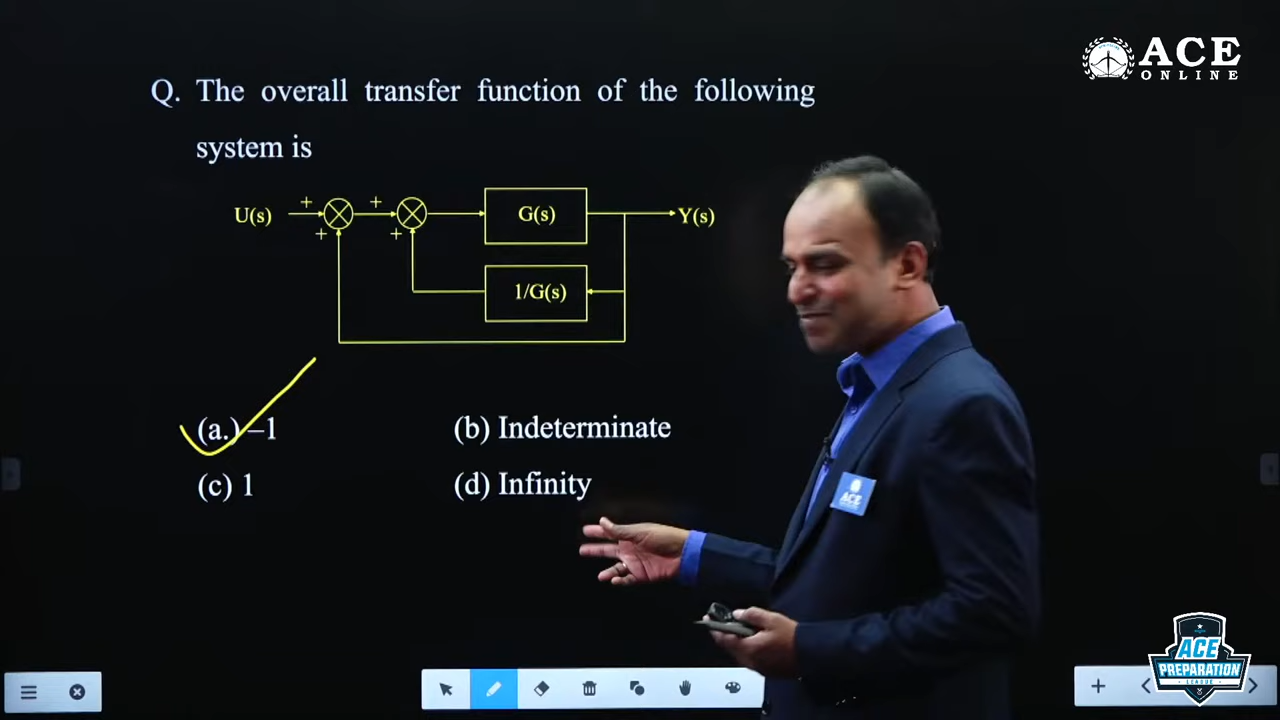 ACE
ONLINE
Q. The overall transfer function of the following
system is
U(s) + + + + G(s) Y(s)
1/G(s)
(a.) –1 (b) Indeterminate
(c) 1 (d) Infinity
ACE
ACE
PREPARATION
LEAGUE